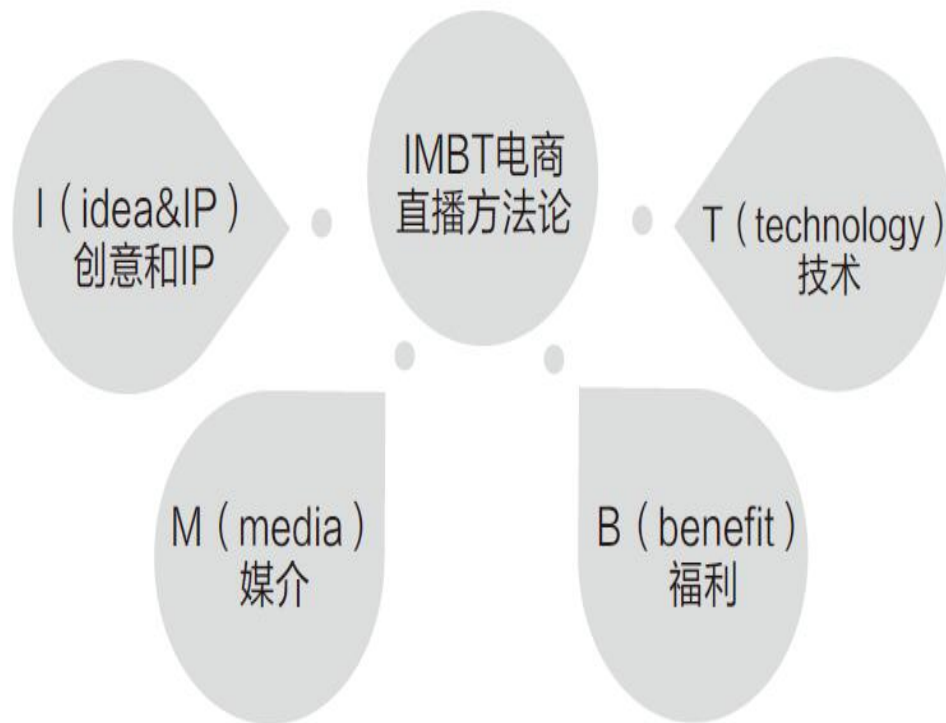 IMBT电商
直播方法论
I（idea&IP）
创意和IP
T（technology）
技术
M（media）
媒介
B（benefit）
福利